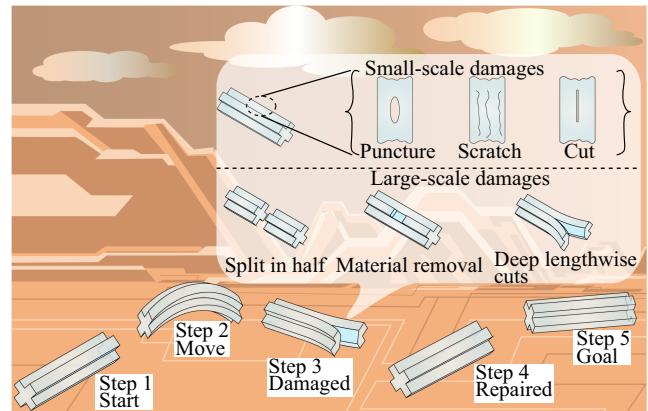 Small-scale damages
Puncture
Scratch
Cut
Large-scale damages
Split in half
Material removal
Deep lengthwise
cuts
Step 1
Start
Step 2
Move
Step 3
Damaged
Step 4
Repaired
Step 5
Goal